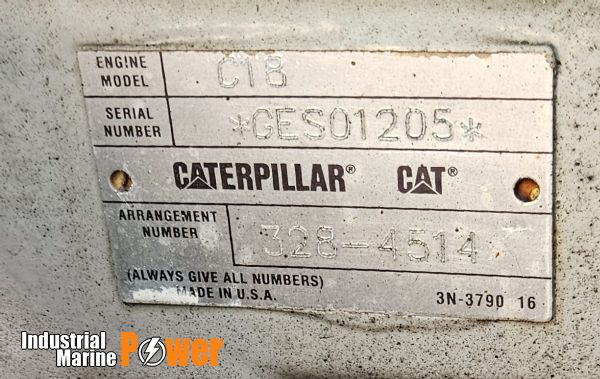 ENGINE MODEL C18
SERIAL NUMBER *GES01205*
CATERPILLAR® CAT®
ARRANGEMENT NUMBER 328-4514
(ALWAYS GIVE ALL NUMBERS)
MADE IN U.S.A. 3N-3790 16
Industrial
Marine Power